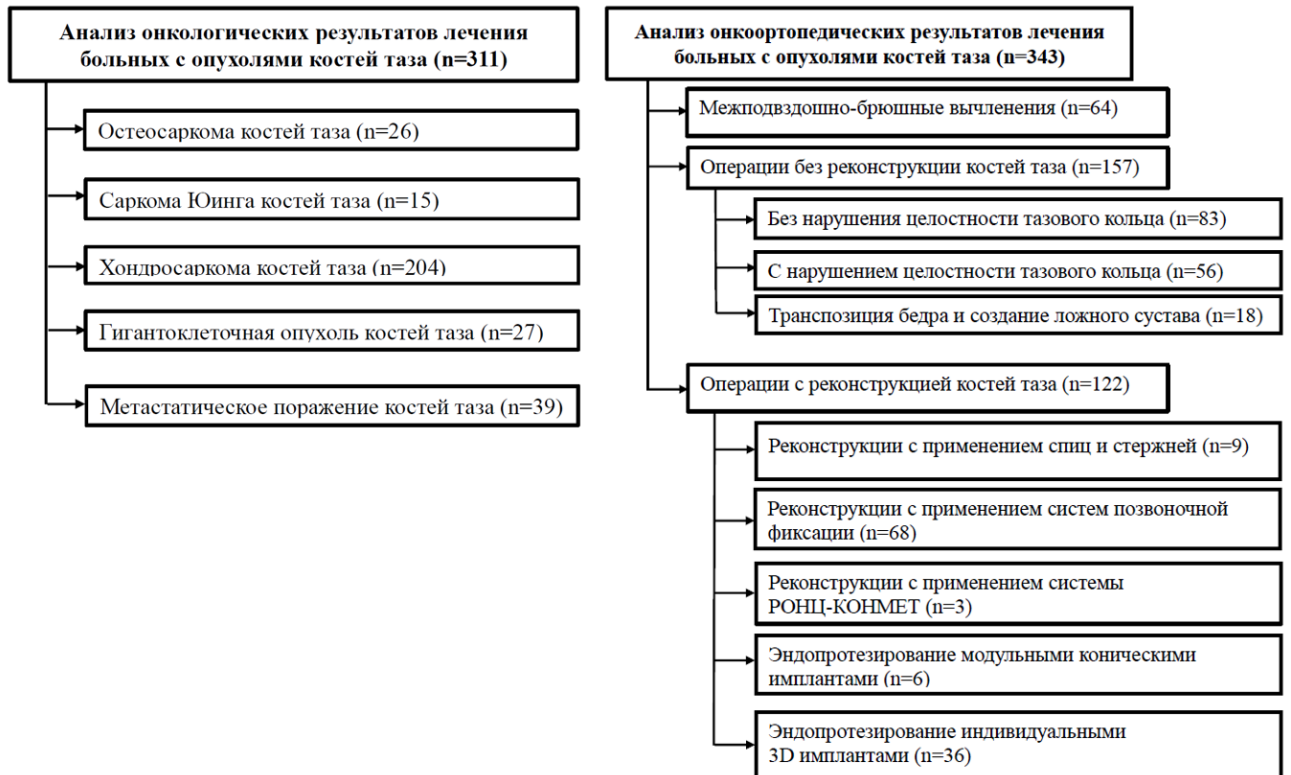 Анализ онкологических результатов лечения
больных с опухолями костей таза (n=311)
Остеосаркома костей таза (n=26)
Саркома Юинга костей таза (n=15)
Хондросаркома костей таза (n=204)
Гигантоклеточная опухоль костей таза (n=27)
Метастатическое поражение костей таза (n=39)
Анализ онкоортопедических результатов лечения
больных с опухолями костей таза (n=343)
Межподвздошно-брюшные вычленения (n=64)
Операции без реконструкции костей таза (n=157)
Без нарушения целостности тазового кольца (n=83)
С нарушением целостности тазового кольца (n=56)
Транспозиция бедра и создание ложного сустава (n=18)
Операции с реконструкцией костей таза (n=122)
Реконструкции с применением спиц и стержней (n=9)
Реконструкции с применением систем позвоночной
фиксации (n=68)
Реконструкции с применением системы
РОНЦ-КОНМЕТ (n=3)
Эндопротезирование модульными коническими
имплантами (n=6)
Эндопротезирование индивидуальными
3D имплантами (n=36)